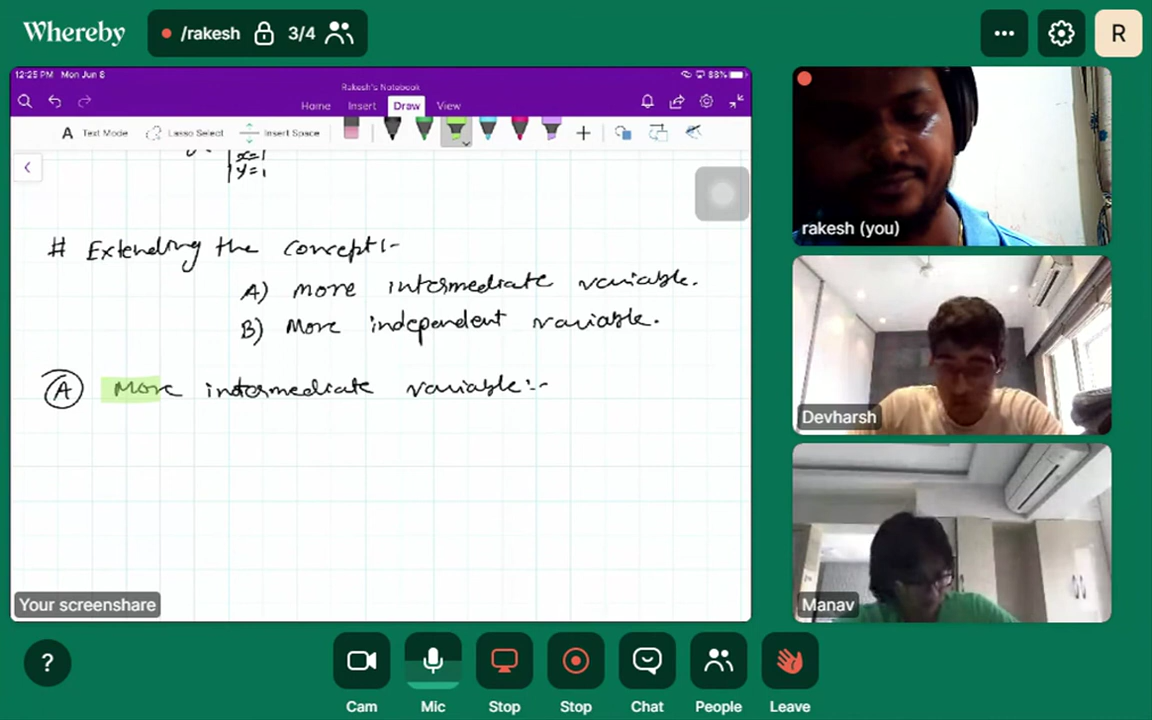 Whereby
/rakesh 3/4
R
12:25 PM Mon Jun 8
88%
Rakesh's Notebook
Home Insert Draw View
A Text Mode Lasso Select Insert Space
x=1
y=1
# Extending the concept:-
A) More intermediate variable.
B) More independent variable.
A More intermediate variable:-
Your screenshare
rakesh (you)
Devharsh
Manav
?
Cam Mic Stop Stop Chat People Leave